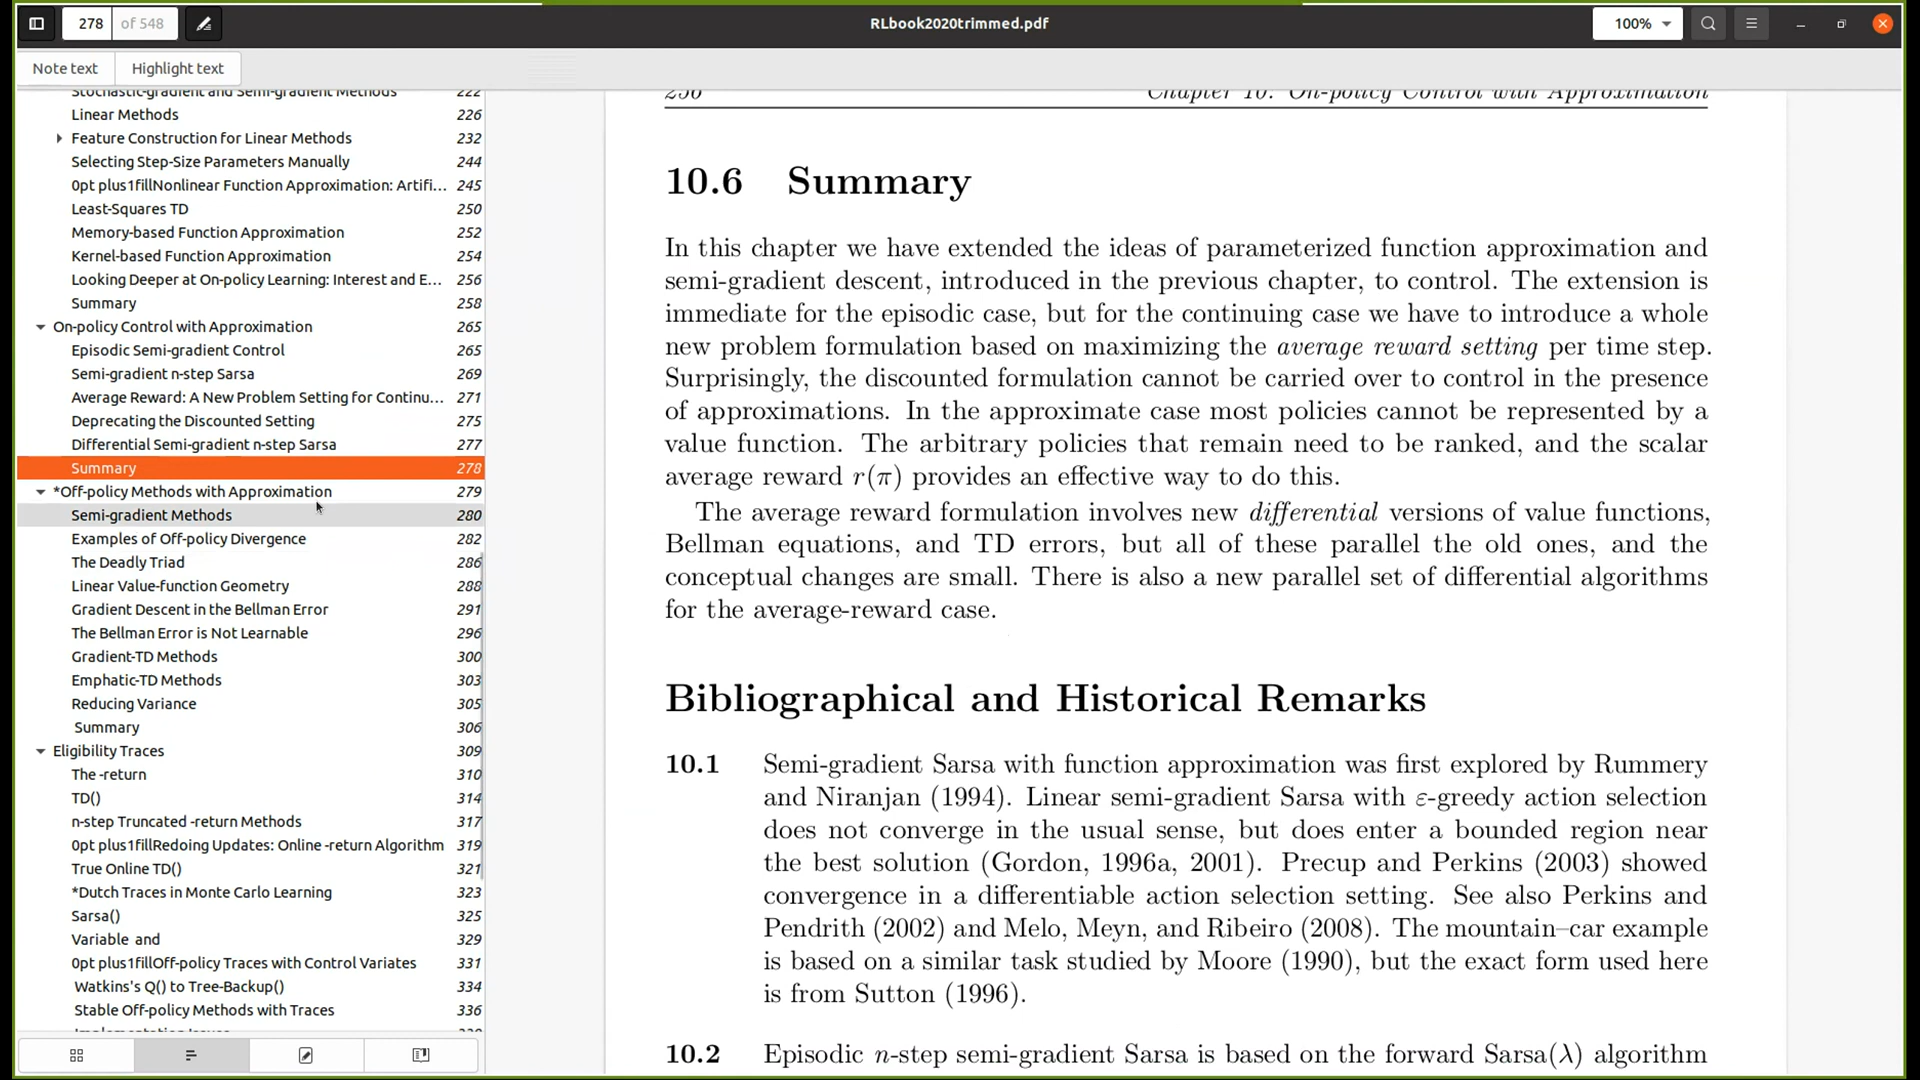 278 of 548
RLbook2020trimmed.pdf
100%
Note text Highlight text
Stochastic-gradient and Semi-gradient Methods 222
Linear Methods 226
Feature Construction for Linear Methods 232
Selecting Step-Size Parameters Manually 244
0pt plus1fillNonlinear Function Approximation: Artifi... 245
Least-Squares TD 250
Memory-based Function Approximation 252
Kernel-based Function Approximation 254
Looking Deeper at On-policy Learning: Interest and E... 256
Summary 258
On-policy Control with Approximation 265
Episodic Semi-gradient Control 265
Semi-gradient n-step Sarsa 269
Average Reward: A New Problem Setting for Continu... 271
Deprecating the Discounted Setting 275
Differential Semi-gradient n-step Sarsa 277
Summary 278
*Off-policy Methods with Approximation 279
Semi-gradient Methods 280
Examples of Off-policy Divergence 282
The Deadly Triad 286
Linear Value-function Geometry 288
Gradient Descent in the Bellman Error 291
The Bellman Error is Not Learnable 296
Gradient-TD Methods 300
Emphatic-TD Methods 303
Reducing Variance 305
Summary 306
Eligibility Traces 309
The -return 310
TD() 314
n-step Truncated -return Methods 317
0pt plus1fillRedoing Updates: Online -return Algorithm 319
True Online TD() 321
*Dutch Traces in Monte Carlo Learning 323
Sarsa() 325
Variable and 329
0pt plus1fillOff-policy Traces with Control Variates 331
Watkins's Q() to Tree-Backup() 334
Stable Off-policy Methods with Traces 336
256 Chapter 10: On-policy Control with Approximation
10.6 Summary
In this chapter we have extended the ideas of parameterized function approximation and
semi-gradient descent, introduced in the previous chapter, to control. The extension is
immediate for the episodic case, but for the continuing case we have to introduce a whole
new problem formulation based on maximizing the average reward setting per time step.
Surprisingly, the discounted formulation cannot be carried over to control in the presence
of approximations. In the approximate case most policies cannot be represented by a
value function. The arbitrary policies that remain need to be ranked, and the scalar
average reward r(π) provides an effective way to do this.
The average reward formulation involves new differential versions of value functions,
Bellman equations, and TD errors, but all of these parallel the old ones, and the
conceptual changes are small. There is also a new parallel set of differential algorithms
for the average-reward case.
Bibliographical and Historical Remarks
10.1 Semi-gradient Sarsa with function approximation was first explored by Rummery
and Niranjan (1994). Linear semi-gradient Sarsa with ε-greedy action selection
does not converge in the usual sense, but does enter a bounded region near
the best solution (Gordon, 1996a, 2001). Precup and Perkins (2003) showed
convergence in a differentiable action selection setting. See also Perkins and
Pendrith (2002) and Melo, Meyn, and Ribeiro (2008). The mountain–car example
is based on a similar task studied by Moore (1990), but the exact form used here
is from Sutton (1996).
10.2 Episodic n-step semi-gradient Sarsa is based on the forward Sarsa(λ) algorithm